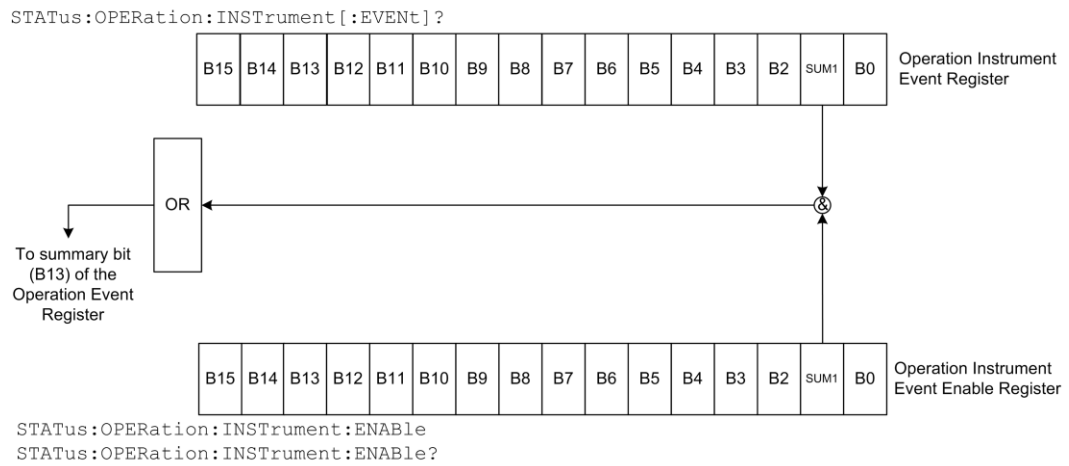 STATus:OPERation:INSTrument[:EVENt]?
B15 B14 B13 B12 B11 B10 B9 B8 B7 B6 B5 B4 B3 B2 SUM1 B0
Operation Instrument
Event Register
OR
&
To summary bit
(B13) of the
Operation Event
Register
B15 B14 B13 B12 B11 B10 B9 B8 B7 B6 B5 B4 B3 B2 SUM1 B0
Operation Instrument
Event Enable Register
STATus:OPERation:INSTrument:ENABle
STATus:OPERation:INSTrument:ENABle?